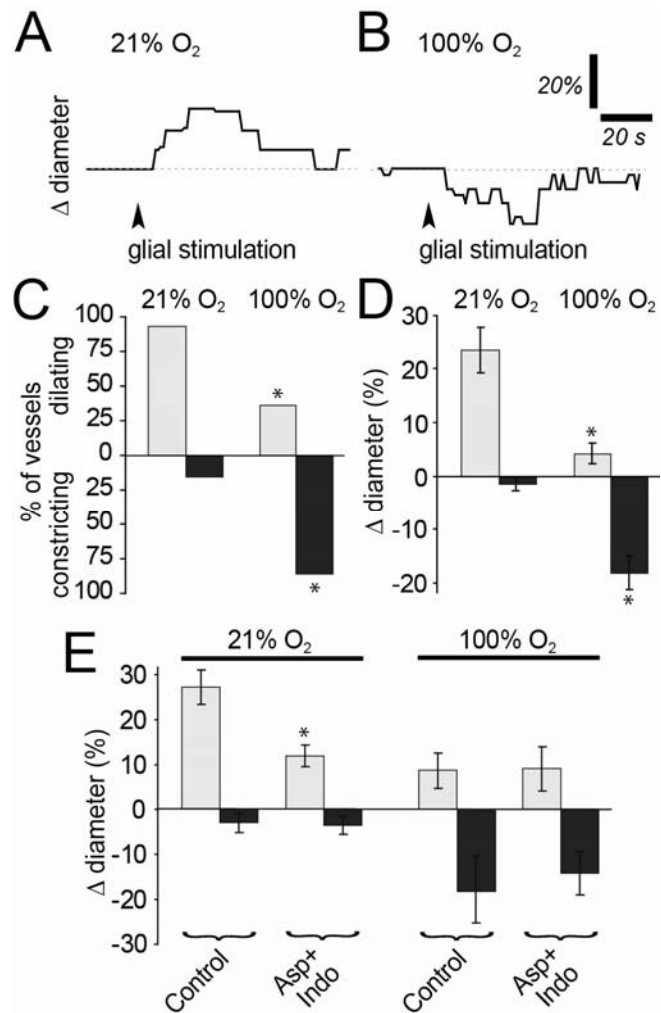 A
21% O₂
B
100% O₂
20%
20 s
Δ diameter
glial stimulation
glial stimulation
C
21% O₂
100% O₂
% of vessels
constricting
dilating
100
75
50
25
0
25
50
75
100
*
*
D
21% O₂
100% O₂
Δ diameter (%)
30
20
10
0
-10
-20
*
*
E
21% O₂
100% O₂
Δ diameter (%)
30
20
10
0
-10
-20
-30
*
Control
Asp+
Indo
Control
Asp+
Indo